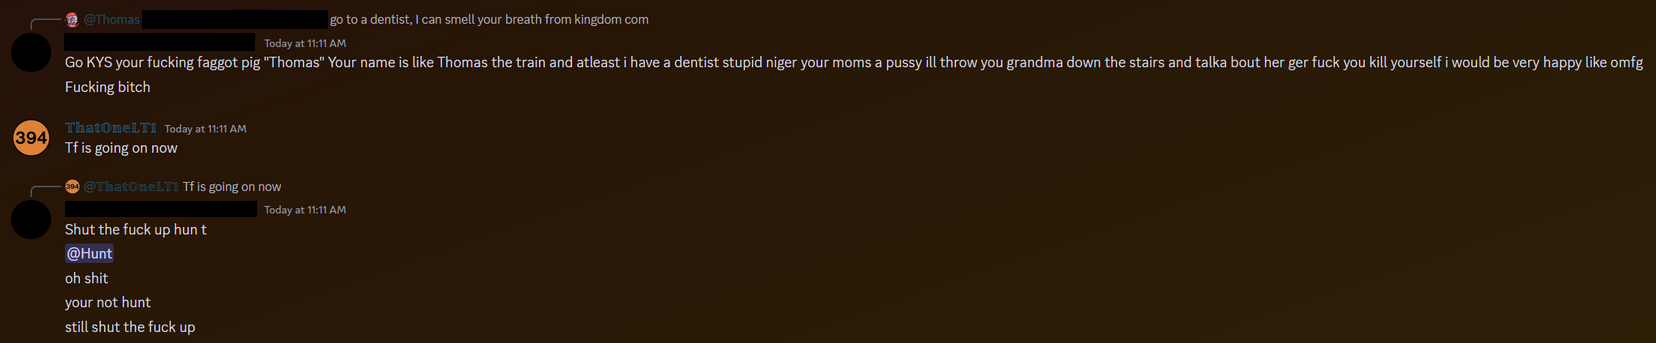 @Thomas go to a dentist, I can smell your breath from kingdom com
Today at 11:11 AM
Go KYS your fucking faggot pig "Thomas" Your name is like Thomas the train and atleast i have a dentist stupid niger your moms a pussy ill throw you grandma down the stairs and talka bout her ger fuck you kill yourself i would be very happy like omfg
Fucking bitch
394
𝕋𝕙𝕒𝕥𝕆𝕟𝕖𝕃𝕋𝟙 Today at 11:11 AM
Tf is going on now
394 @𝕋𝕙𝕒𝕥𝕆𝕟𝕖𝕃𝕋𝟙 Tf is going on now
Today at 11:11 AM
Shut the fuck up hun t
@Hunt
oh shit
your not hunt
still shut the fuck up